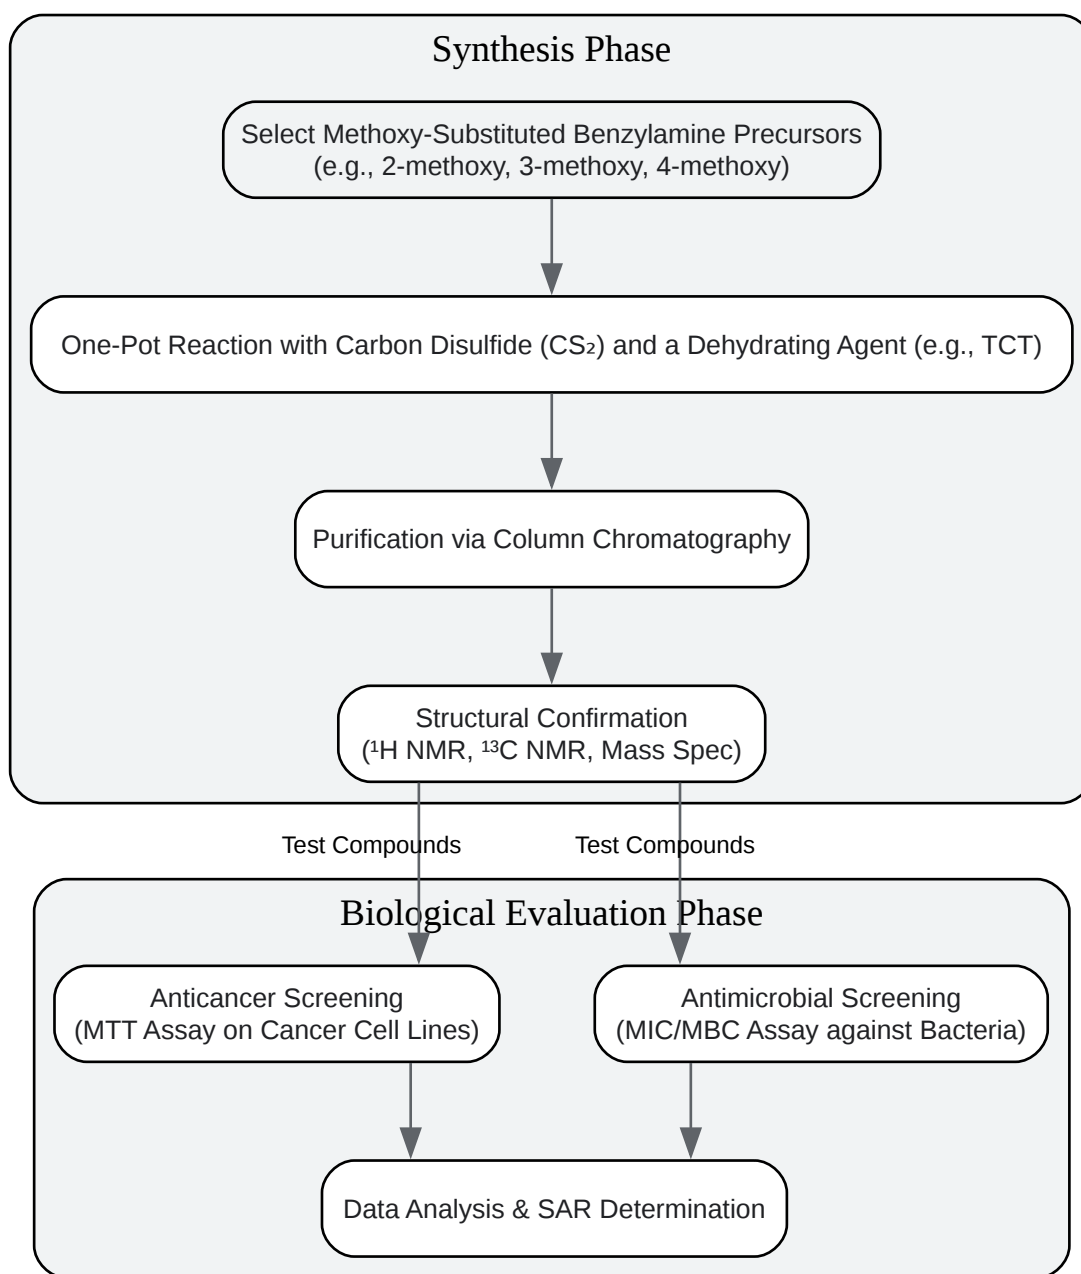 Synthesis Phase
Select Methoxy-Substituted Benzylamine Precursors
(e.g., 2-methoxy, 3-methoxy, 4-methoxy)
One-Pot Reaction with Carbon Disulfide (CS₂) and a Dehydrating Agent (e.g., TCT)
Purification via Column Chromatography
Structural Confirmation
(¹H NMR, ¹³C NMR, Mass Spec)
Test Compounds
Test Compounds
Biological Evaluation Phase
Anticancer Screening
(MTT Assay on Cancer Cell Lines)
Antimicrobial Screening
(MIC/MBC Assay against Bacteria)
Data Analysis & SAR Determination